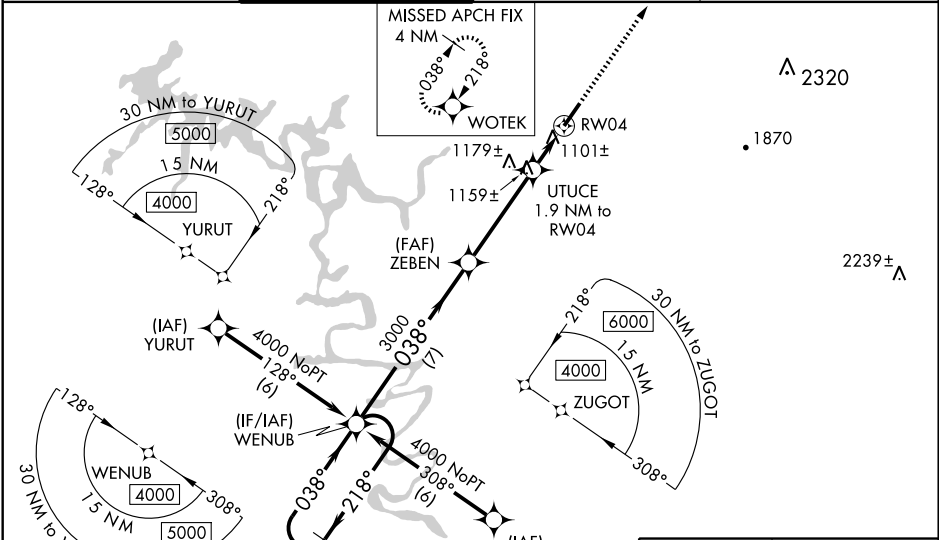 MISSED APCH FIX
4 NM
038°
218°
WOTEK
2320
1870
RW04
1179±
1101±
1159±
UTUCE
1.9 NM to
RW04
30 NM to YURUT
5000
15 NM
128°
218°
4000
YURUT
(FAF)
ZEBEN
2239±
(IAF)
YURUT
4000 NoPT
128°
(6)
3000
038°
(7)
218°
6000
30 NM to ZUGOT
4000
15 NM
ZUGOT
308°
(IF/IAF)
WENUB
128°
WENUB
4000
308°
15 NM
30 NM to
5000
038°
218°
4000 NoPT
308°
(6)
(IAF)